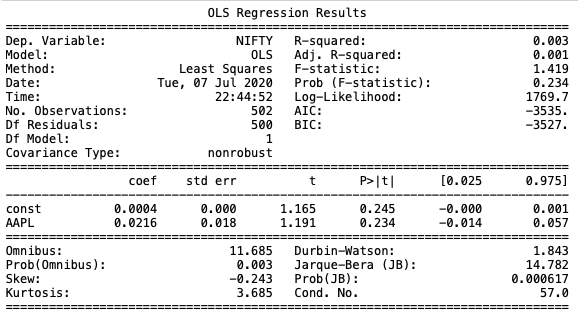 OLS Regression Results
==============================================================================
Dep. Variable: NIFTY R-squared: 0.003
Model: OLS Adj. R-squared: 0.001
Method: Least Squares F-statistic: 1.419
Date: Tue, 07 Jul 2020 Prob (F-statistic): 0.234
Time: 22:44:52 Log-Likelihood: 1769.7
No. Observations: 502 AIC: -3535.
Df Residuals: 500 BIC: -3527.
Df Model: 1
Covariance Type: nonrobust
==============================================================================
coef std err t P>|t| [0.025 0.975]
------------------------------------------------------------------------------
const 0.0004 0.000 1.165 0.245 -0.000 0.001
AAPL 0.0216 0.018 1.191 0.234 -0.014 0.057
==============================================================================
Omnibus: 11.685 Durbin-Watson: 1.843
Prob(Omnibus): 0.003 Jarque-Bera (JB): 14.782
Skew: -0.243 Prob(JB): 0.000617
Kurtosis: 3.685 Cond. No. 57.0
==============================================================================